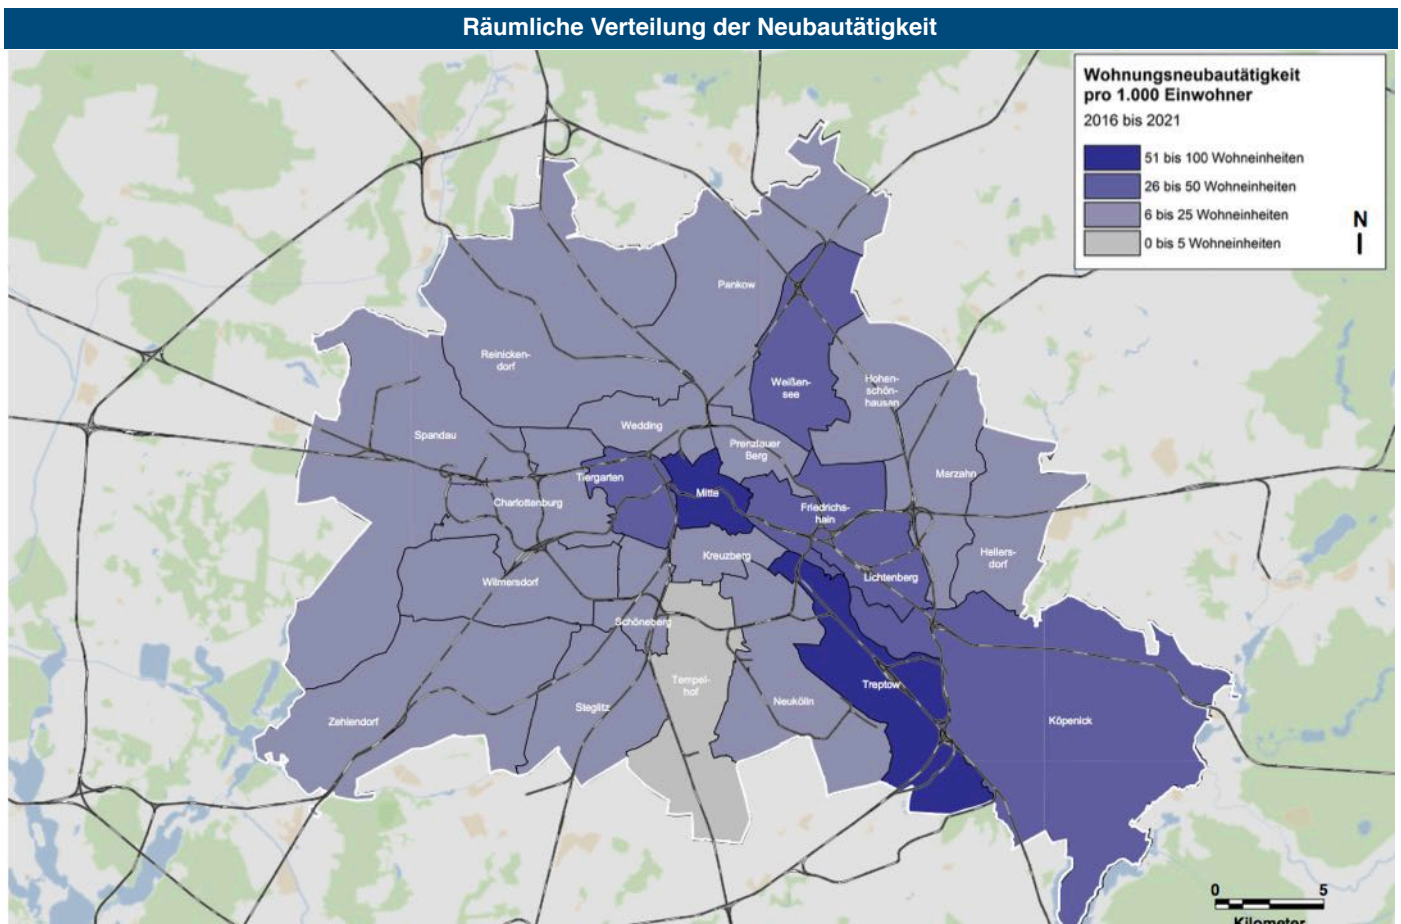 Räumliche Verteilung der Neubautätigkeit
Wohnungsneubautätigkeit
pro 1.000 Einwohner
2016 bis 2021
51 bis 100 Wohneinheiten
26 bis 50 Wohneinheiten
6 bis 25 Wohneinheiten
0 bis 5 Wohneinheiten
N
Pankow
Reinicken-
dorf
Weißen-
see
Hohen-
schön-
hausen
Spandau
Wedding
Prenzlauer
Berg
Marzahn
Tiergarten
Mitte
Charlottenburg
Friedrichs-
hain
Kreuzberg
Hellers-
dorf
Wilmersdorf
Lichtenberg
Schöneberg
Tempel-
hof
Treptow
Neukölln
Steglitz
Zehlendorf
Köpenick
0 5
Kilometer